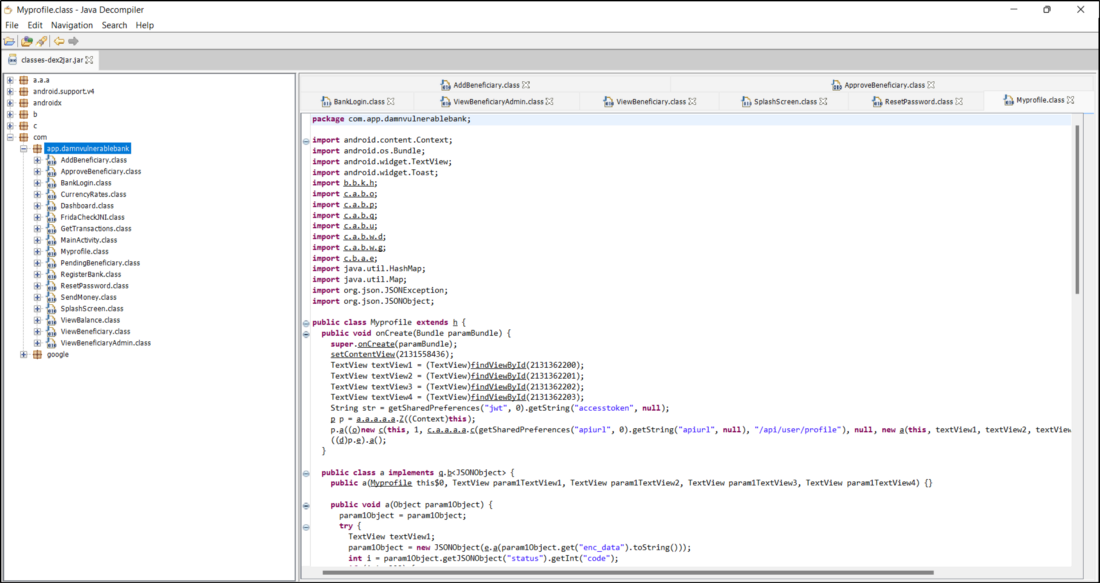 Myprofile.class - Java Decompiler
File Edit Navigation Search Help
classes-dex2jar.jar
a.a.a
android.support.v4
androidx
b
c
com
app.damnvulnerablebank
AddBeneficiary.class
ApproveBeneficiary.class
BankLogin.class
CurrencyRates.class
Dashboard.class
FridaCheckJNI.class
GetTransactions.class
MainActivity.class
Myprofile.class
PendingBeneficiary.class
RegisterBank.class
ResetPassword.class
SendMoney.class
SplashScreen.class
ViewBalance.class
ViewBeneficiary.class
ViewBeneficiaryAdmin.class
google
AddBeneficiary.class ApproveBeneficiary.class
BankLogin.class ViewBeneficiaryAdmin.class ViewBeneficiary.class SplashScreen.class ResetPassword.class Myprofile.class
package com.app.damnvulnerablebank;
import android.content.Context;
import android.os.Bundle;
import android.widget.TextView;
import android.widget.Toast;
import b.b.k.h;
import c.a.b.o;
import c.a.b.p;
import c.a.b.q;
import c.a.b.u;
import c.a.b.w.d;
import c.a.b.w.g;
import c.b.a.e;
import java.util.HashMap;
import java.util.Map;
import org.json.JSONException;
import org.json.JSONObject;
public class Myprofile extends h {
public void onCreate(Bundle paramBundle) {
super.onCreate(paramBundle);
setContentView(2131558436);
TextView textView1 = (TextView)findViewById(2131362200);
TextView textView2 = (TextView)findViewById(2131362201);
TextView textView3 = (TextView)findViewById(2131362202);
TextView textView4 = (TextView)findViewById(2131362203);
String str = getSharedPreferences("jwt", 0).getString("accesstoken", null);
p p = a.a.a.a.a.Z((Context)this);
p.a((o)new c(this, 1, c.a.a.a.a.c(getSharedPreferences("apiurl", 0).getString("apiurl", null), "/api/user/profile"), null, new a(this, textView1, textView2, textView
((d)p.e).a();
}
public class a implements q.b<JSONObject> {
public a(Myprofile this$0, TextView param1TextView1, TextView param1TextView2, TextView param1TextView3, TextView param1TextView4) {}
public void a(Object param1Object) {
param1Object = param1Object;
try {
TextView textView1;
param1Object = new JSONObject(e.a(param1Object.get("enc_data").toString()));
int i = param1Object.getJSONObject("status").getInt("code");